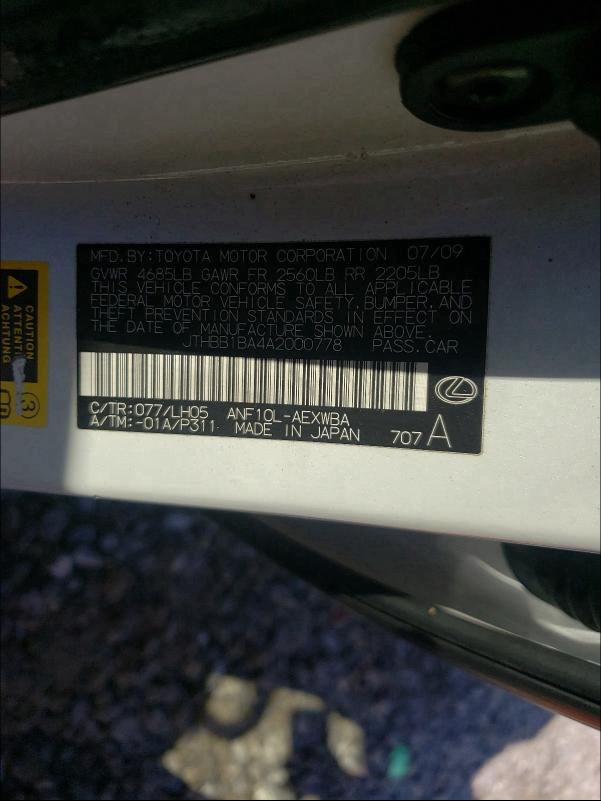 MFD.BY:TOYOTA MOTOR CORPORATION 07/09
GVWR 4685LB GAWR FR 2560LB RR 2205LB
THIS VEHICLE CONFORMS TO ALL APPLICABLE
FEDERAL MOTOR VEHICLE SAFETY, BUMPER, AND
THEFT PREVENTION STANDARDS IN EFFECT ON
THE DATE OF MANUFACTURE SHOWN ABOVE.
JTHBB1BA4A2000778 PASS.CAR
C/TR:077/LH05 ANF10L-AEXWBA
A/TM:-01A/P311 MADE IN JAPAN 707 A
CAUTION
ATTENTI
ACHTUNG